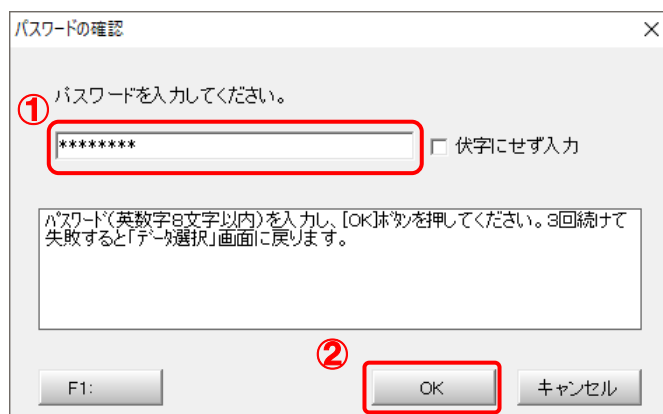 パスワードの確認
パスワードを入力してください。
①
********
伏字にせず入力
パスワード(英数字8文字以内)を入力し、[OK]ボタンを押してください。3回続けて
失敗すると「データ選択」画面に戻ります。
②
F1:
OK
キャンセル